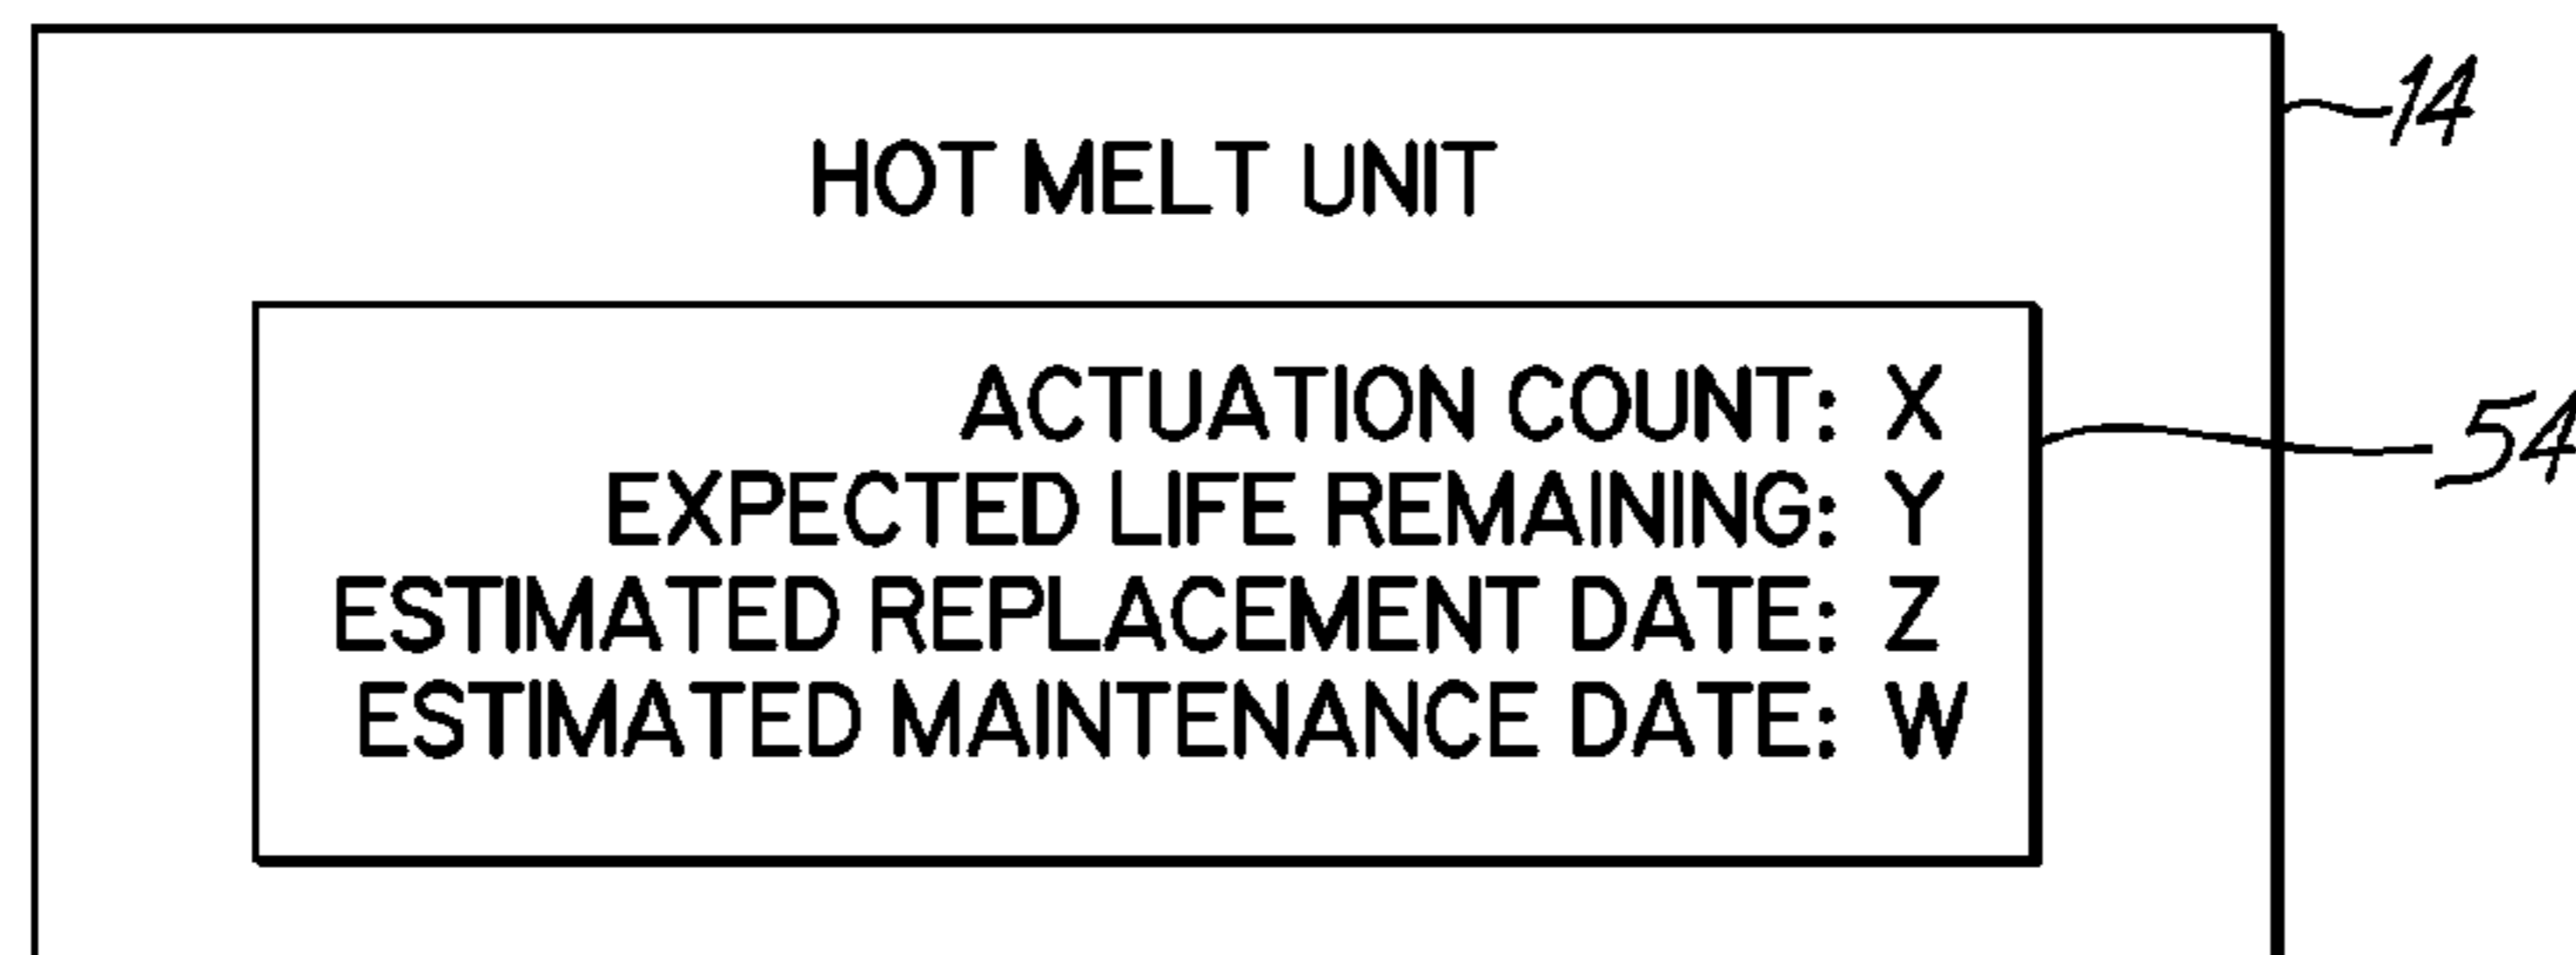 14
HOT MELT UNIT
ACTUATION COUNT: X
54
EXPECTED LIFE REMAINING: Y
ESTIMATED REPLACEMENT DATE: Z
ESTIMATED MAINTENANCE DATE: W